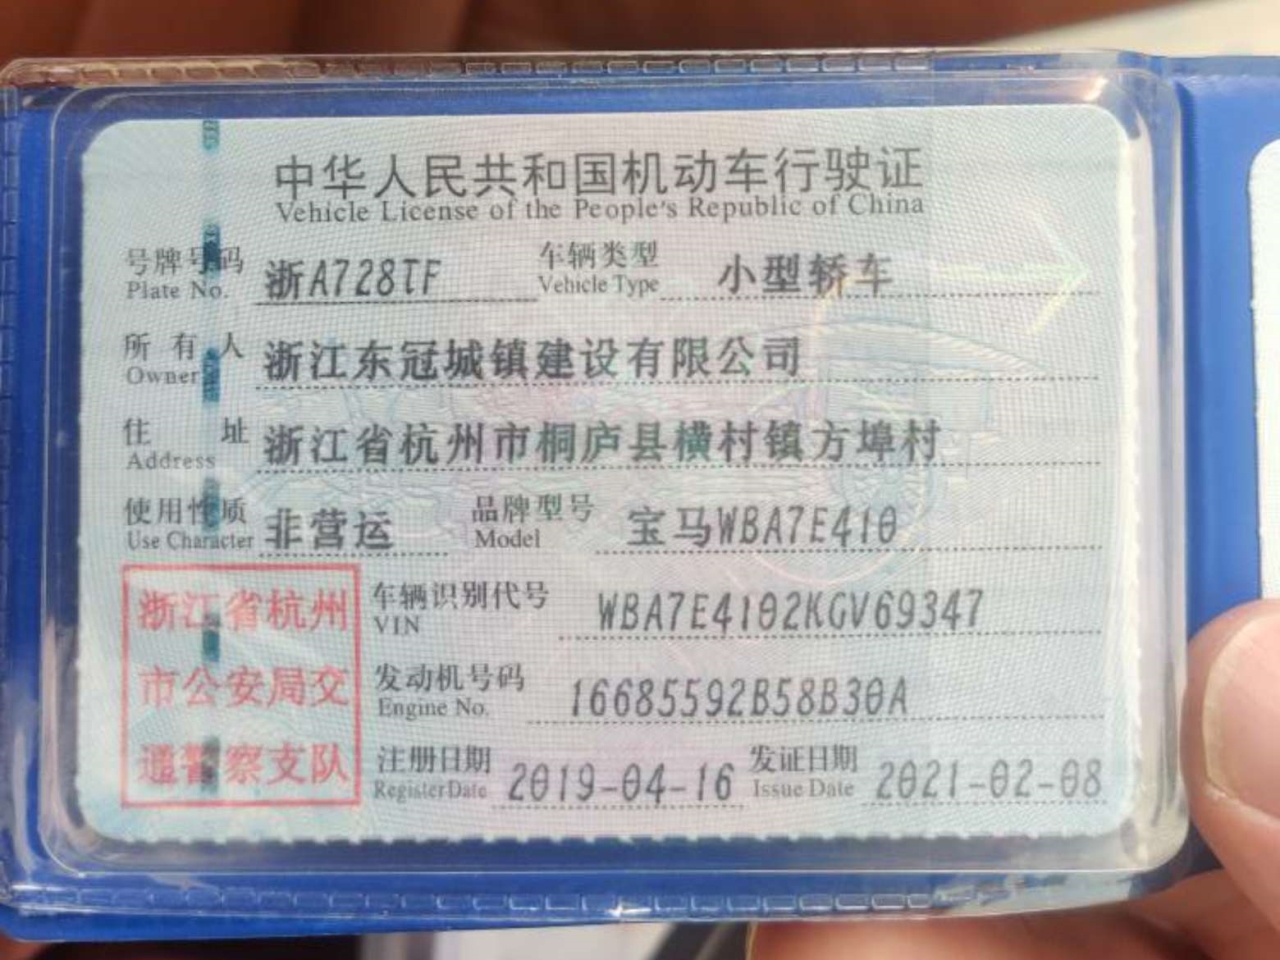 中华人民共和国机动车行驶证
Vehicle License of the People's Republic of China
号牌号码 浙A728TF 车辆类型 小型轿车
Plate No. Vehicle Type
所有人 浙江东冠城镇建设有限公司
Owner
住址 浙江省杭州市桐庐县横村镇方埠村
Address
使用性质 非营运 品牌型号 宝马WBA7E410
Use Character Model
浙江省杭州
市公安局交
通警察支队
车辆识别代号 WBA7E4102KGV69347
VIN
发动机号码 16685592B58B30A
Engine No.
注册日期 2019-04-16 发证日期 2021-02-08
Register Date Issue Date